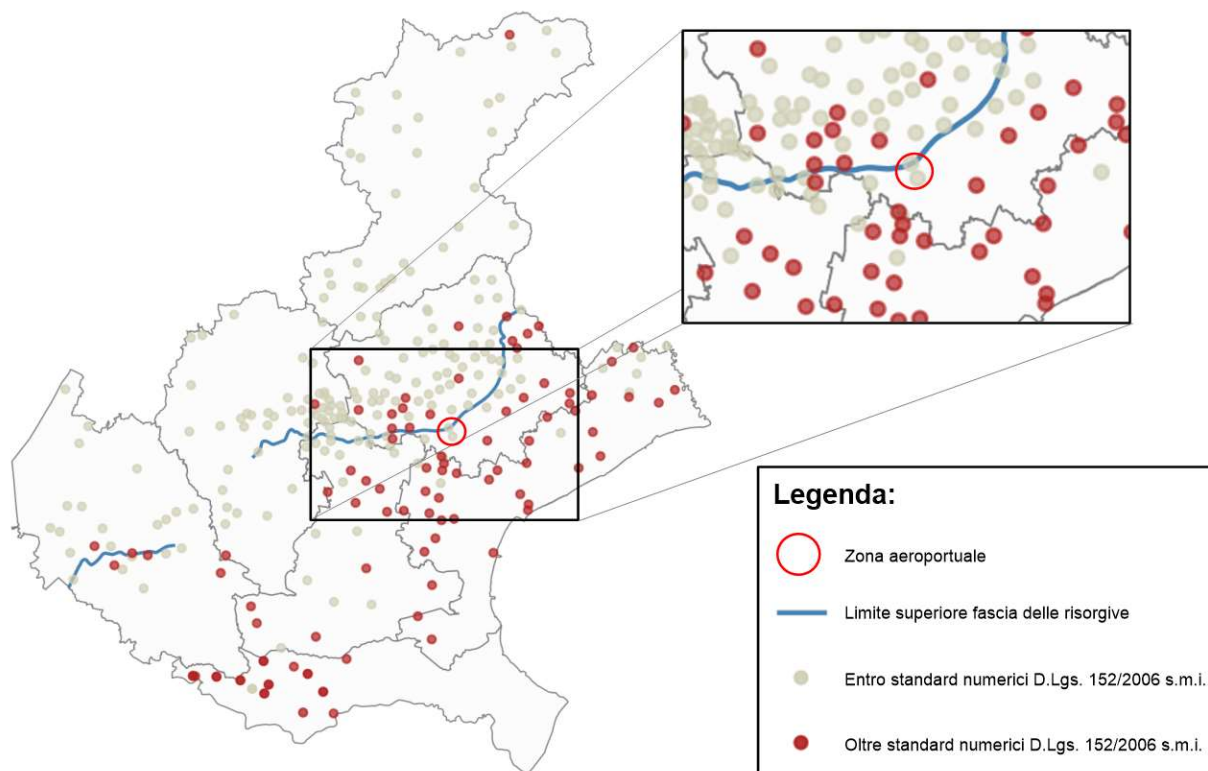 Legenda:
Zona aeroportuale
Limite superiore fascia delle risorgive
Entro standard numerici D.Lgs. 152/2006 s.m.i.
Oltre standard numerici D.Lgs. 152/2006 s.m.i.